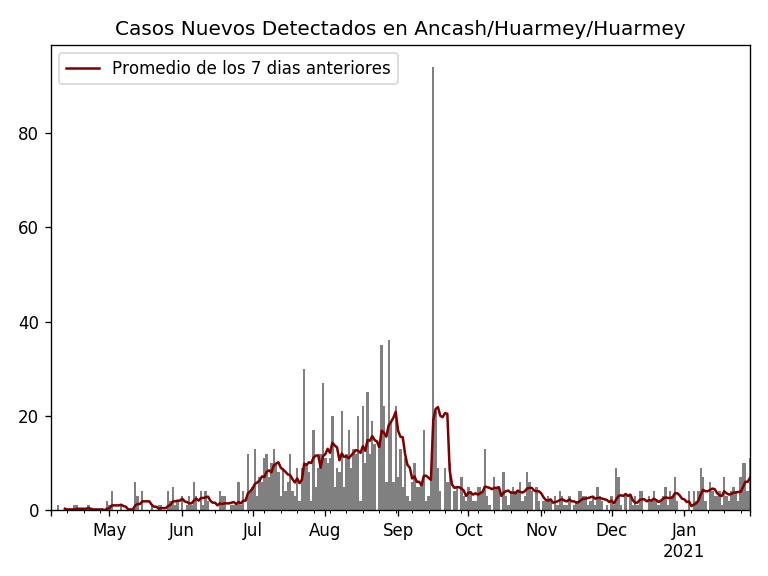 Casos Nuevos Detectados en Ancash/Huarmey/Huarmey
Promedio de los 7 dias anteriores
80
60
40
20
0
May Jun Jul Aug Sep Oct Nov Dec Jan
2021